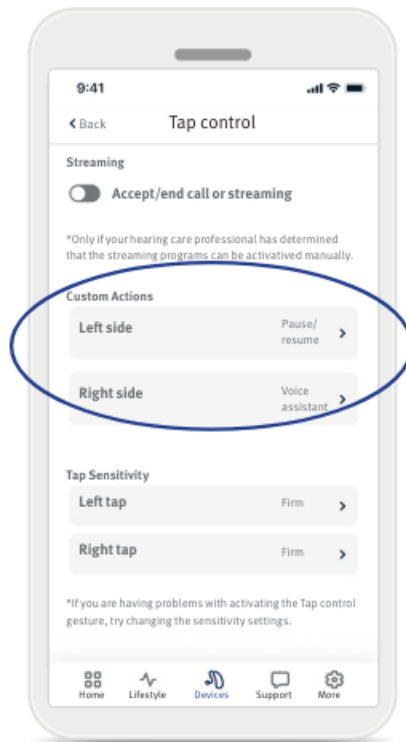 9:41
Back Tap control
Streaming
Accept/end call or streaming
*Only if your hearing care professional has determined
that the streaming programs can be activatived manually.
Custom Actions
Left side Pause/
resume
Right side Voice
assistant
Tap Sensitivity
Left tap Firm
Right tap Firm
*If you are having problems with activating the Tap control
gesture, try changing the sensitivity settings.
Home Lifestyle Devices Support More